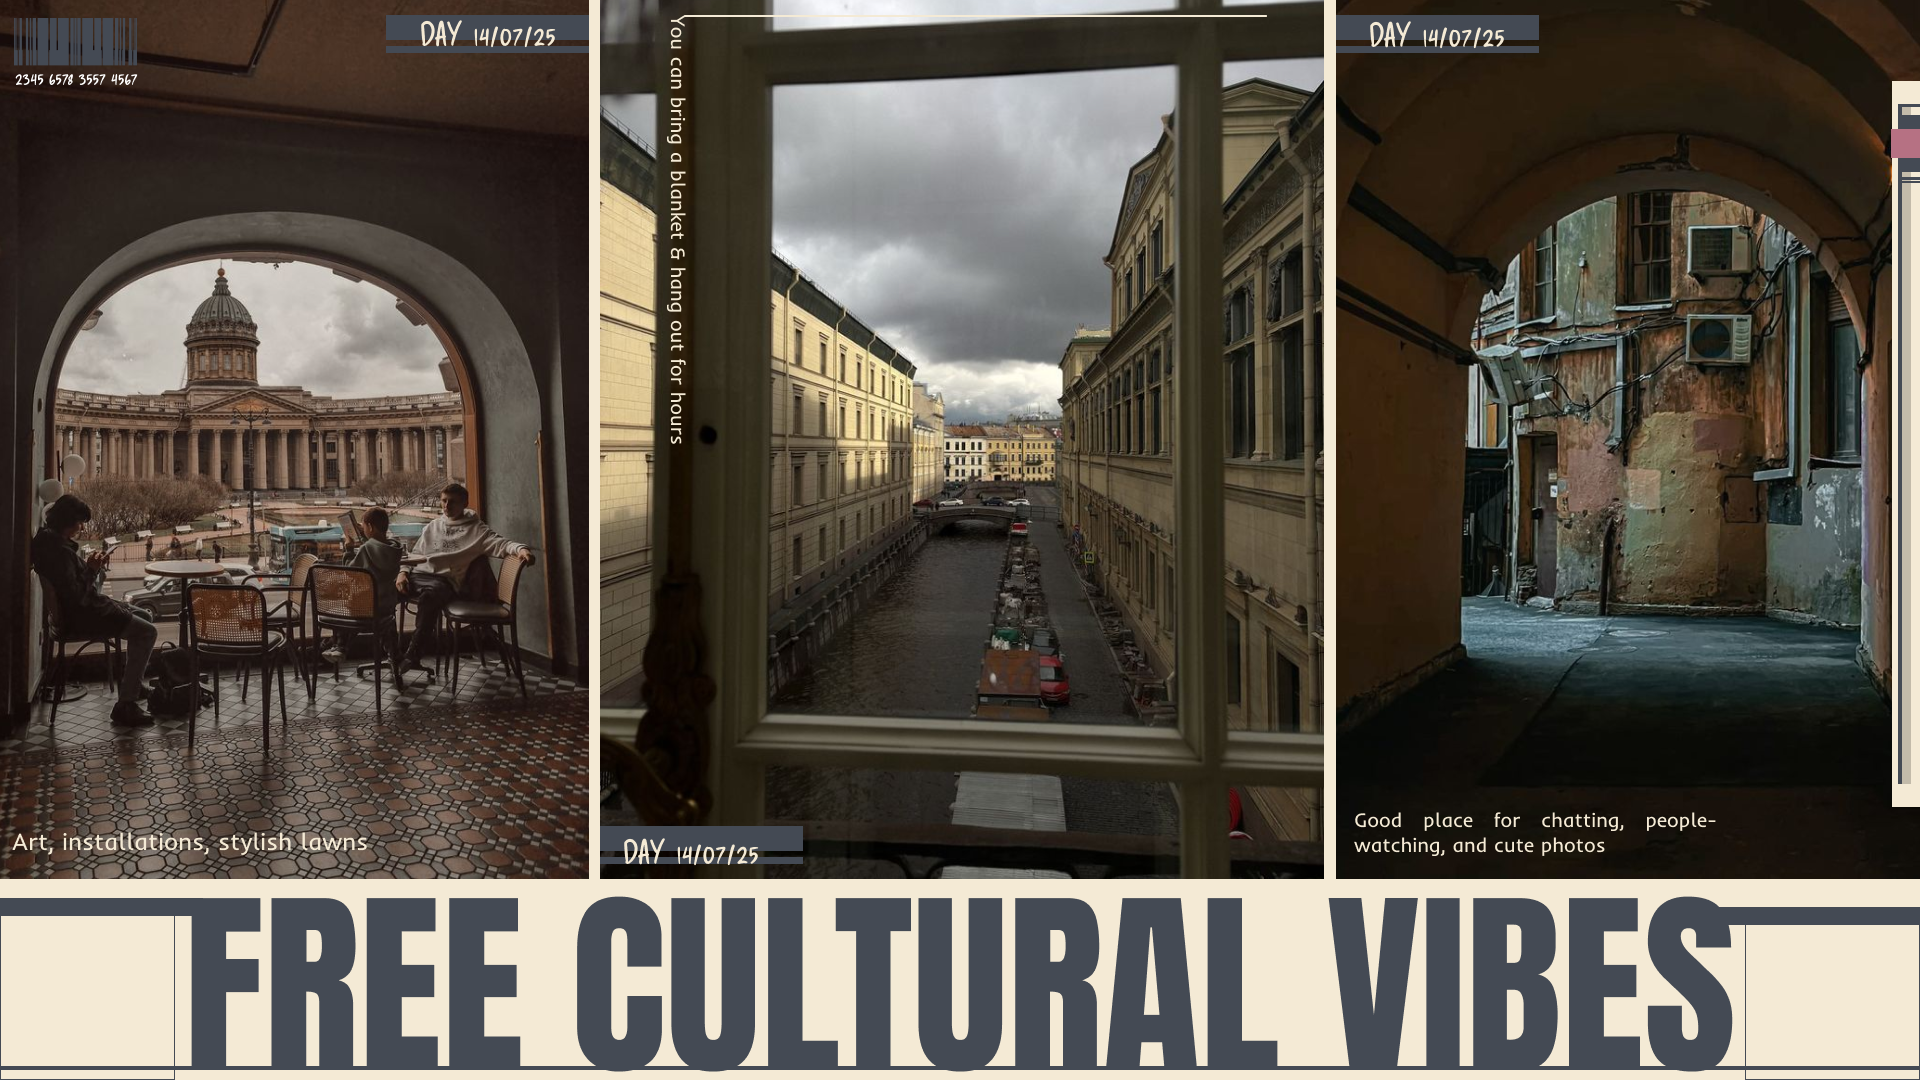 2345 6578 3557 4567
DAY 14/07/25
Art, installations, stylish lawns
You can bring a blanket & hang out for hours
DAY 14/07/25
DAY 14/07/25
Good place for chatting, people-
watching, and cute photos
FREE CULTURAL VIBES